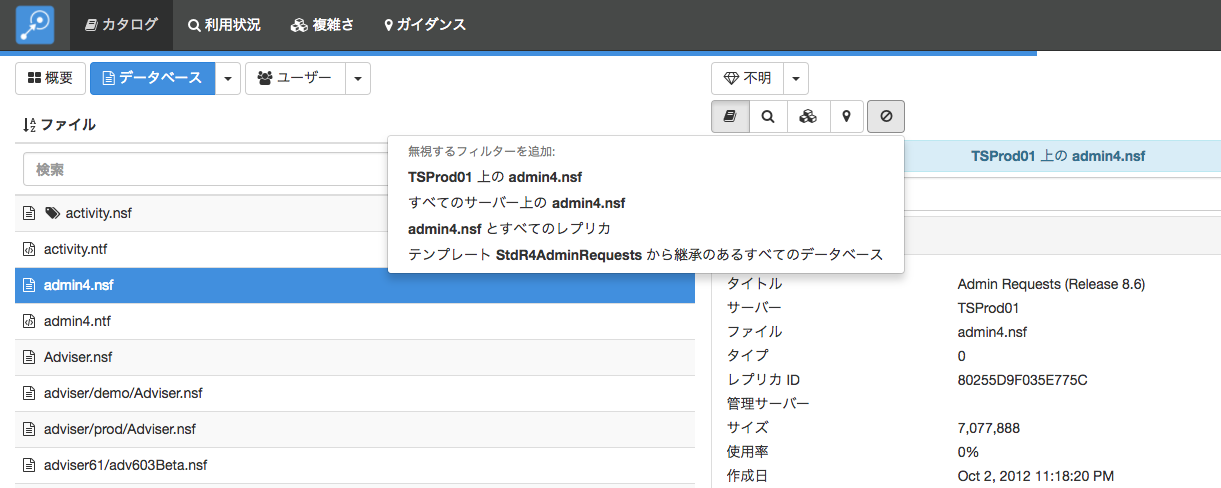 カタログ 利用状況 複雑さ ガイダンス
概要 データベース ユーザー
ファイル
検索
activity.nsf
activity.ntf
admin4.nsf
admin4.ntf
Adviser.nsf
adviser/demo/Adviser.nsf
adviser/prod/Adviser.nsf
adviser61/adv603Beta.nsf
無視するフィルターを追加:
TSProd01 上の admin4.nsf
すべてのサーバー上の admin4.nsf
admin4.nsf とすべてのレプリカ
テンプレート StdR4AdminRequests から継承のあるすべてのデータベース
不明
TSProd01 上の admin4.nsf
タイトル Admin Requests (Release 8.6)
サーバー TSProd01
ファイル admin4.nsf
タイプ 0
レプリカ ID 80255D9F035E775C
管理サーバー
サイズ 7,077,888
使用率 0%
作成日 Oct 2, 2012 11:18:20 PM